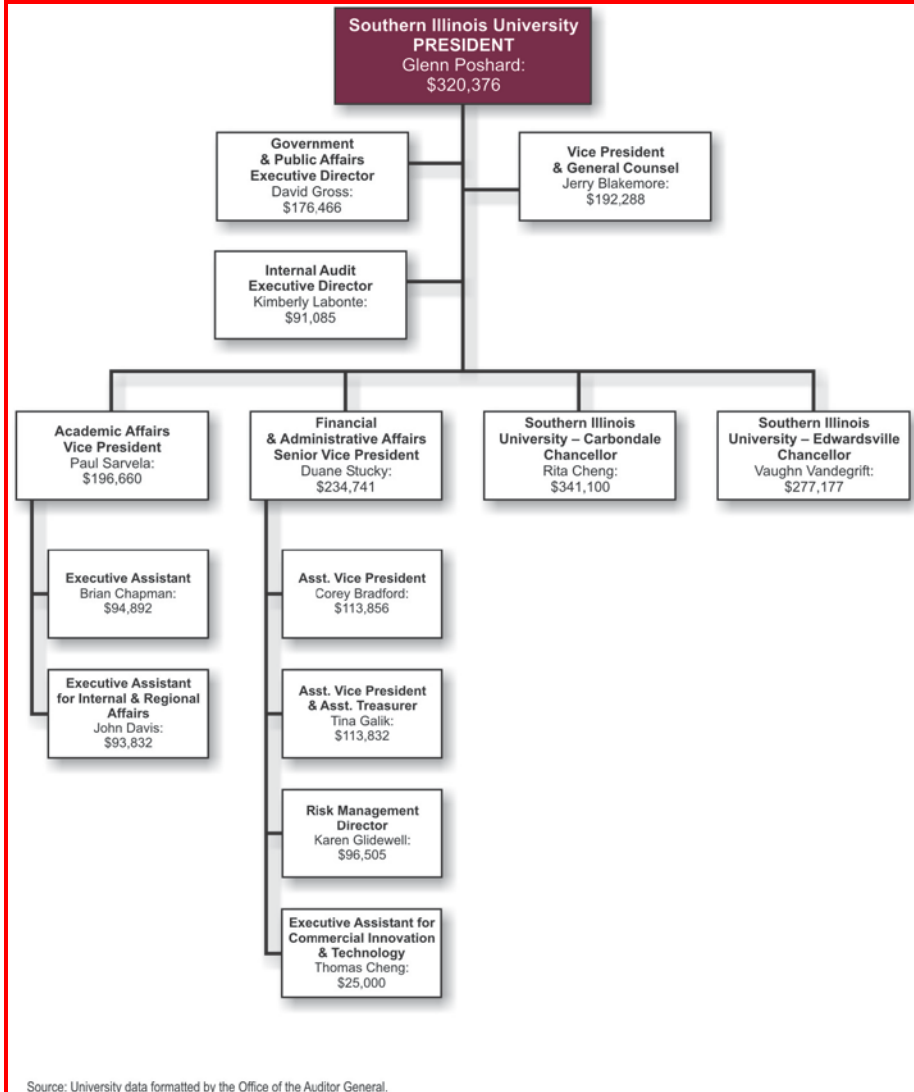 Southern Illinois University
PRESIDENT
Glenn Poshard:
$320,376
Government
& Public Affairs
Executive Director
David Gross:
$176,466
Vice President
& General Counsel
Jerry Blakemore:
$192,288
Internal Audit
Executive Director
Kimberly Labonte:
$91,085
Academic Affairs
Vice President
Paul Sarvela:
$196,660
Financial
& Administrative Affairs
Senior Vice President
Duane Stucky:
$234,741
Southern Illinois
University – Carbondale
Chancellor
Rita Cheng:
$341,100
Southern Illinois
University – Edwardsville
Chancellor
Vaughn Vandegrift:
$277,177
Executive Assistant
Brian Chapman:
$94,892
Executive Assistant
for Internal & Regional
Affairs
John Davis:
$93,832
Asst. Vice President
Corey Bradford:
$113,856
Asst. Vice President
& Asst. Treasurer
Tina Galik:
$113,832
Risk Management
Director
Karen Glidewell:
$96,505
Executive Assistant for
Commercial Innovation
& Technology
Thomas Cheng:
$25,000
Source: University data formatted by the Office of the Auditor General.